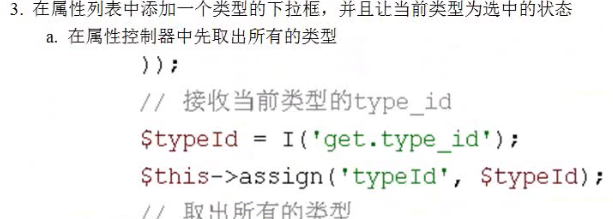 3. 在属性列表中添加一个类型的下拉框，并且让当前类型为选中的状态
a. 在属性控制器中先取出所有的类型
));
// 接收当前类型的type_id
$typeId = I('get.type_id');
$this->assign('typeId', $typeId);
// 取出所有的类型